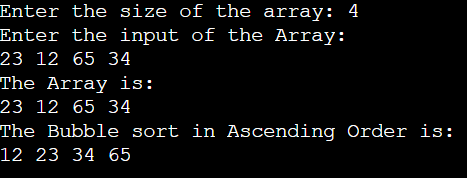 Enter the size of the array: 4
Enter the input of the Array:
23 12 65 34
The Array is:
23 12 65 34
The Bubble sort in Ascending Order is:
12 23 34 65